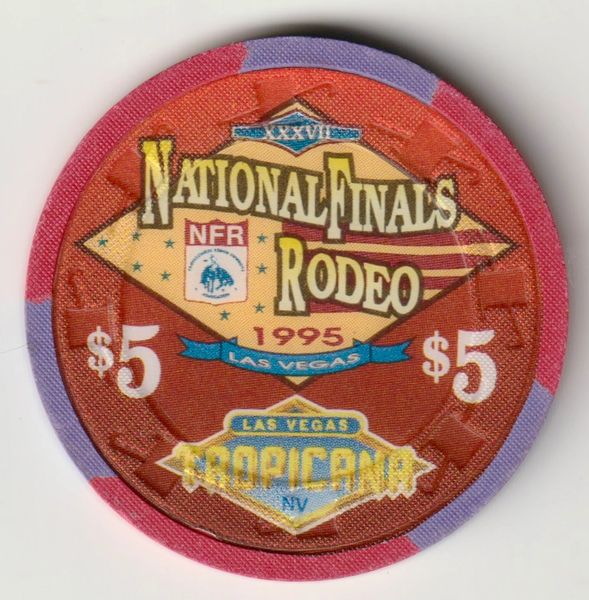 XXXVII
NATIONAL FINALS
NFR
RODEO
1995
LAS VEGAS
$5 $5
LAS VEGAS
TROPICANA
NV